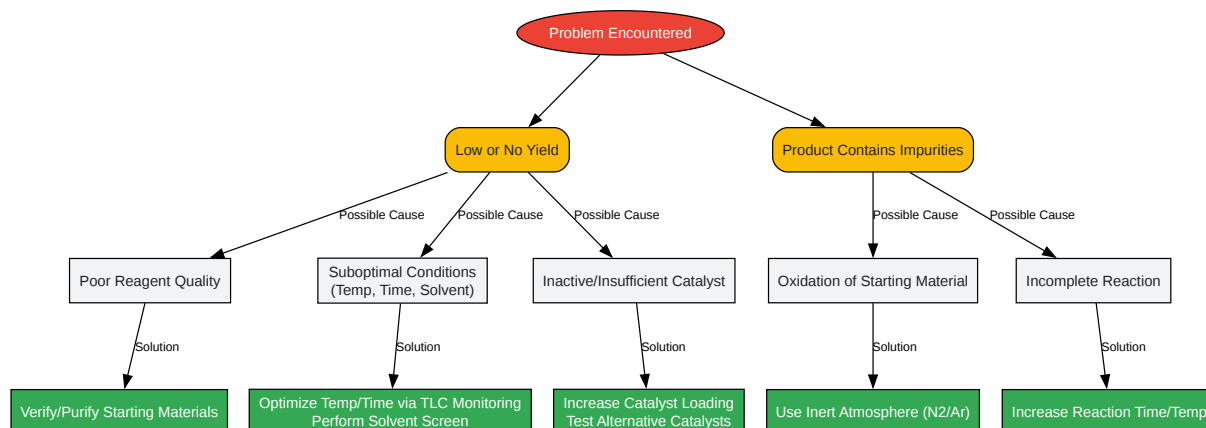 Problem Encountered
Low or No Yield
Product Contains Impurities
Possible Cause
Possible Cause
Possible Cause
Possible Cause
Possible Cause
Poor Reagent Quality
Suboptimal Conditions
(Temp, Time, Solvent)
Inactive/Insufficient Catalyst
Oxidation of Starting Material
Incomplete Reaction
Solution
Solution
Solution
Solution
Solution
Verify/Purify Starting Materials
Optimize Temp/Time via TLC Monitoring
Perform Solvent Screen
Increase Catalyst Loading
Test Alternative Catalysts
Use Inert Atmosphere (N2/Ar)
Increase Reaction Time/Temp